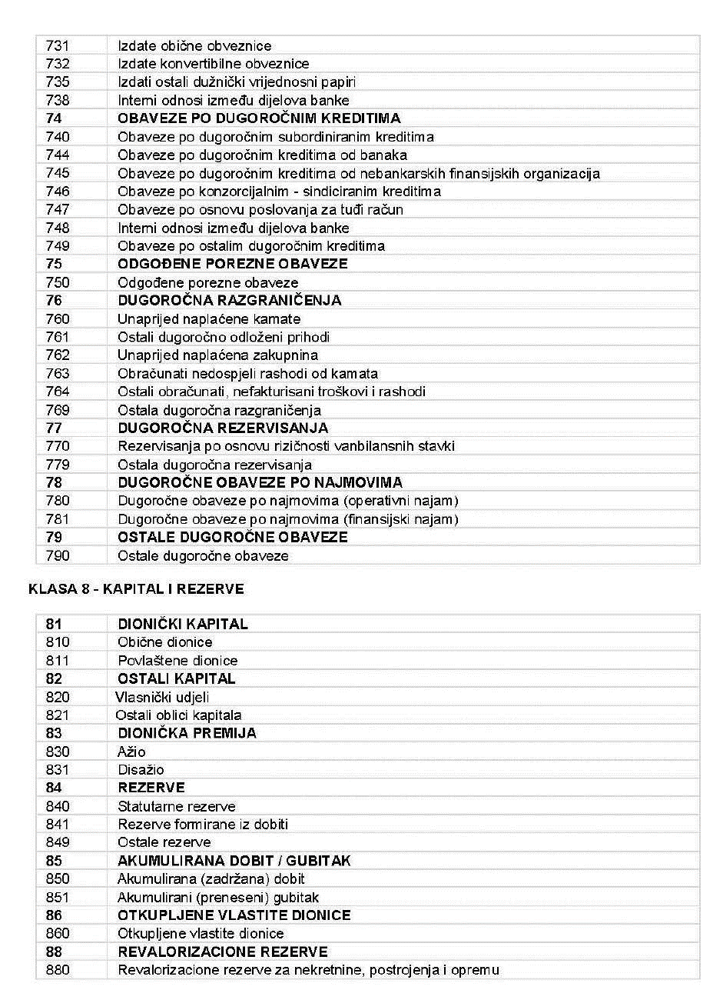 731 Izdate obične obveznice
732 Izdate konvertibilne obveznice
735 Izdati ostali dužnički vrijednosni papiri
738 Interni odnosi između dijelova banke
74 OBAVEZE PO DUGOROČNIM KREDITIMA
740 Obaveze po dugoročnim subordiniranim kreditima
744 Obaveze po dugoročnim kreditima od banaka
745 Obaveze po dugoročnim kreditima od nebankarskih finansijskih organizacija
746 Obaveze po konzorcijalnim - sindiciranim kreditima
747 Obaveze po osnovu poslovanja za tuđi račun
748 Interni odnosi između dijelova banke
749 Obaveze po ostalim dugoročnim kreditima
75 ODGOĐENE POREZNE OBAVEZE
750 Odgođene porezne obaveze
76 DUGOROČNA RAZGRANIČENJA
760 Unaprijed naplaćene kamate
761 Ostali dugoročno odloženi prihodi
762 Unaprijed naplaćena zakupnina
763 Obračunati nedospjeli rashodi od kamata
764 Ostali obračunati, nefakturisani troškovi i rashodi
769 Ostala dugoročna razgraničenja
77 DUGOROČNA REZERVISANJA
770 Rezervisanja po osnovu rizičnosti vanbilansnih stavki
779 Ostala dugoročna rezervisanja
78 DUGOROČNE OBAVEZE PO NAJMOVIMA
780 Dugoročne obaveze po najmovima (operativni najam)
781 Dugoročne obaveze po najmovima (finansijski najam)
79 OSTALE DUGOROČNE OBAVEZE
790 Ostale dugoročne obaveze
KLASA 8 - KAPITAL I REZERVE
81 DIONIČKI KAPITAL
810 Obične dionice
811 Povlaštene dionice
82 OSTALI KAPITAL
820 Vlasnički udjeli
821 Ostali oblici kapitala
83 DIONIČKA PREMIJA
830 Ažio
831 Disažio
84 REZERVE
840 Statutarne rezerve
841 Rezerve formirane iz dobiti
849 Ostale rezerve
85 AKUMULIRANA DOBIT / GUBITAK
850 Akumulirana (zadržana) dobit
851 Akumulirani (preneseni) gubitak
86 OTKUPLJENE VLASTITE DIONICE
860 Otkupljene vlastite dionice
88 REVALORIZACIONE REZERVE
880 Revalorizacione rezerve za nekretnine, postrojenja i opremu